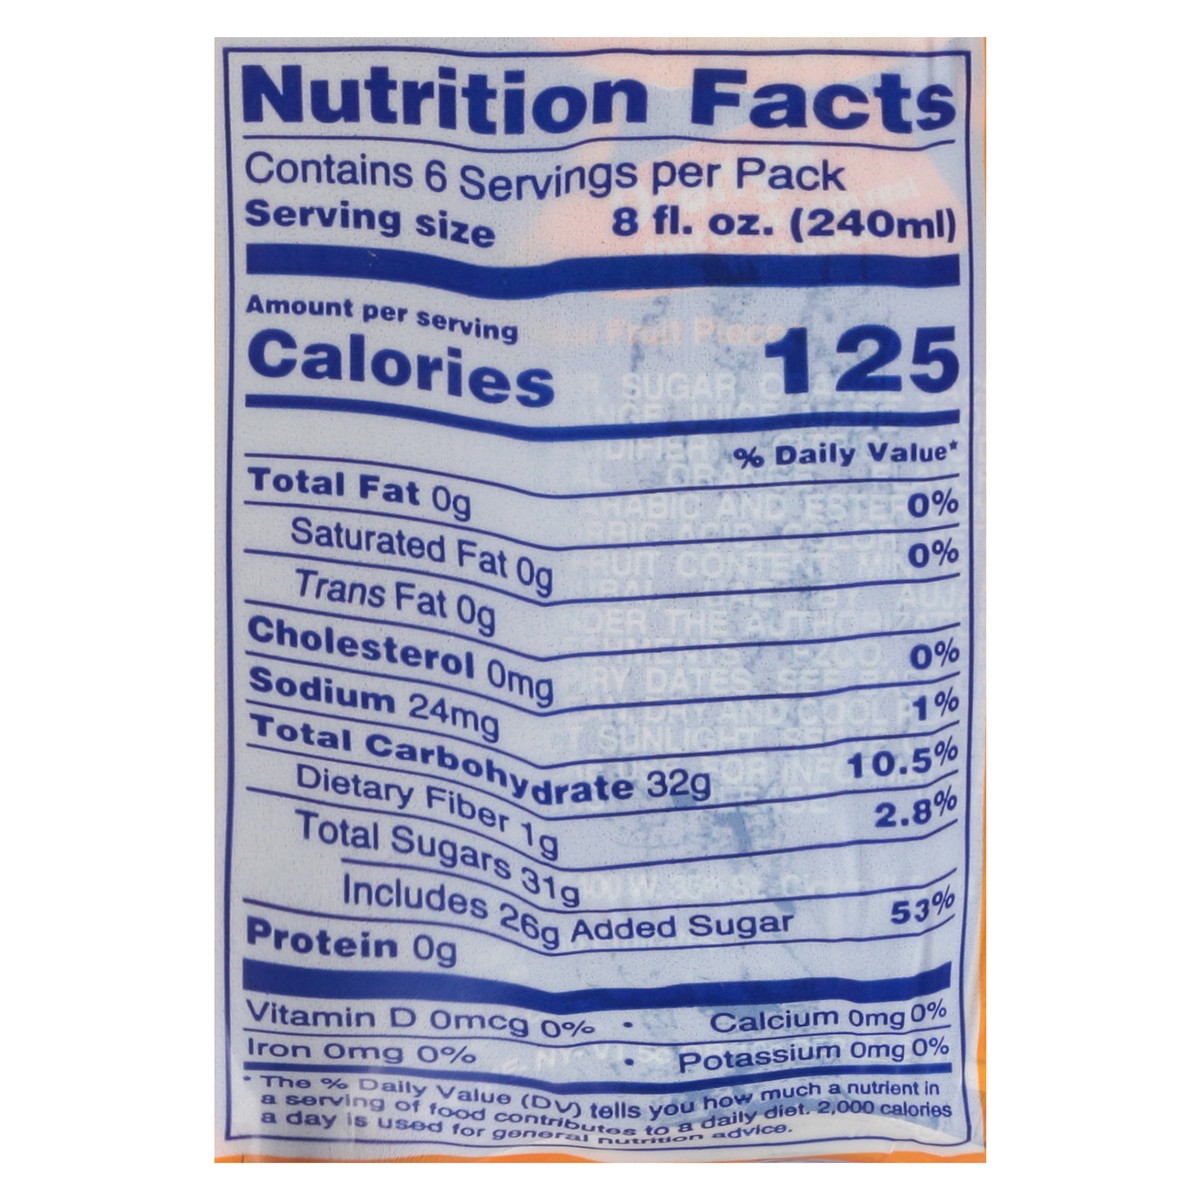 Nutrition Facts
Contains 6 Servings per Pack
Serving size 8 fl. oz. (240ml)
Amount per serving
Calories 125
% Daily Value*
Total Fat 0g 0%
Saturated Fat 0g 0%
Trans Fat 0g
Cholesterol 0mg 0%
Sodium 24mg 1%
Total Carbohydrate 32g 10.5%
Dietary Fiber 1g 2.8%
Total Sugars 31g
Includes 26g Added Sugar 53%
Protein 0g
Vitamin D 0mcg 0% • Calcium 0mg 0%
Iron 0mg 0% • Potassium 0mg 0%
* The % Daily Value (DV) tells you how much a nutrient in
a serving of food contributes to a daily diet. 2,000 calories
a day is used for general nutrition advice.